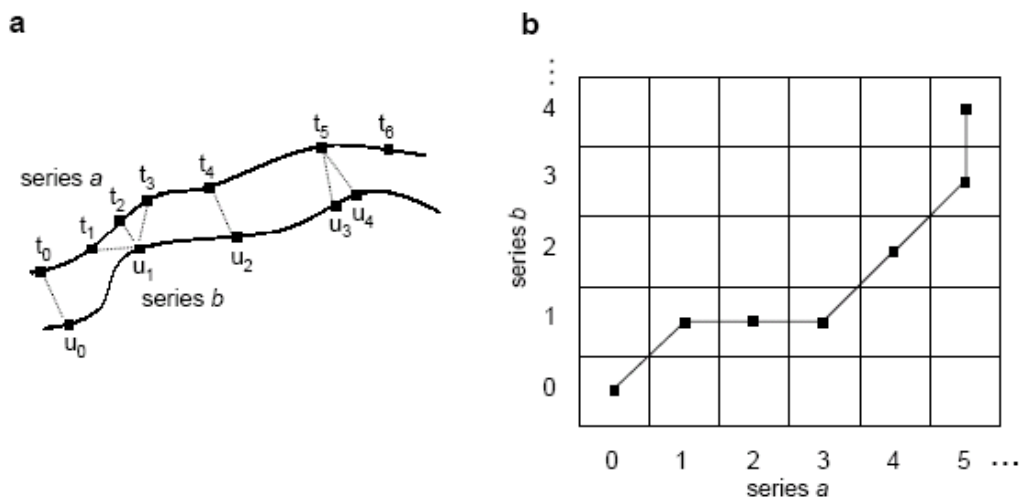 a
t0 t1 t2 t3 t4 t5 t6
series a
u0 u1 u2 u3 u4
series b
b
⋮
4
3
2
1
0
series b
0 1 2 3 4 5 ...
series a